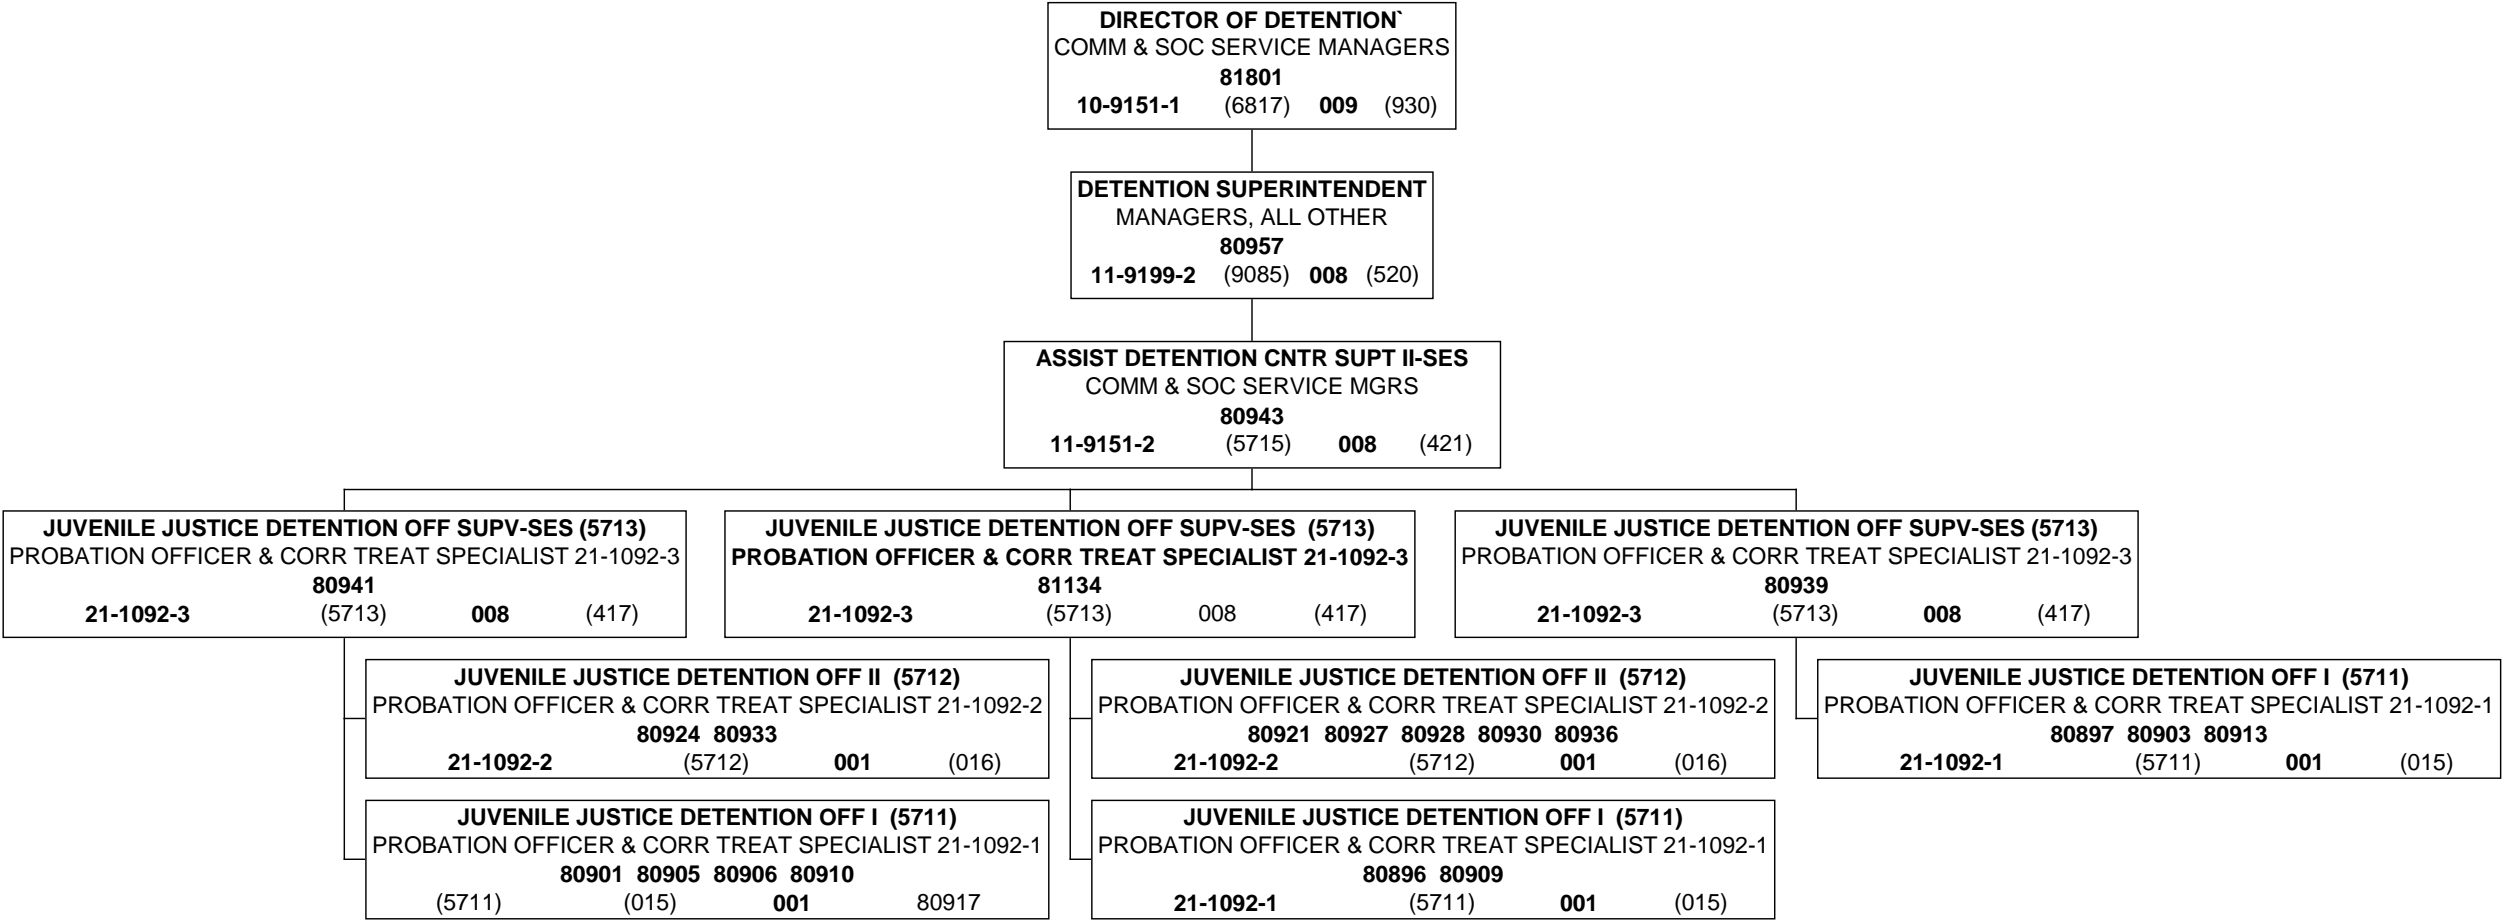 DIRECTOR OF DETENTION`
COMM & SOC SERVICE MANAGERS
81801
10-9151-1 (6817) 009 (930)
DETENTION SUPERINTENDENT
MANAGERS, ALL OTHER
80957
11-9199-2 (9085) 008 (520)
ASSIST DETENTION CNTR SUPT II-SES
COMM & SOC SERVICE MGRS
80943
11-9151-2 (5715) 008 (421)
JUVENILE JUSTICE DETENTION OFF SUPV-SES (5713)
PROBATION OFFICER & CORR TREAT SPECIALIST 21-1092-3
80941
21-1092-3 (5713) 008 (417)
JUVENILE JUSTICE DETENTION OFF SUPV-SES (5713)
PROBATION OFFICER & CORR TREAT SPECIALIST 21-1092-3
81134
21-1092-3 (5713) 008 (417)
JUVENILE JUSTICE DETENTION OFF SUPV-SES (5713)
PROBATION OFFICER & CORR TREAT SPECIALIST 21-1092-3
80939
21-1092-3 (5713) 008 (417)
JUVENILE JUSTICE DETENTION OFF II (5712)
PROBATION OFFICER & CORR TREAT SPECIALIST 21-1092-2
80924 80933
21-1092-2 (5712) 001 (016)
JUVENILE JUSTICE DETENTION OFF II (5712)
PROBATION OFFICER & CORR TREAT SPECIALIST 21-1092-2
80921 80927 80928 80930 80936
21-1092-2 (5712) 001 (016)
JUVENILE JUSTICE DETENTION OFF I (5711)
PROBATION OFFICER & CORR TREAT SPECIALIST 21-1092-1
80897 80903 80913
21-1092-1 (5711) 001 (015)
JUVENILE JUSTICE DETENTION OFF I (5711)
PROBATION OFFICER & CORR TREAT SPECIALIST 21-1092-1
80901 80905 80906 80910
(5711) (015) 001 80917
JUVENILE JUSTICE DETENTION OFF I (5711)
PROBATION OFFICER & CORR TREAT SPECIALIST 21-1092-1
80896 80909
21-1092-1 (5711) 001 (015)